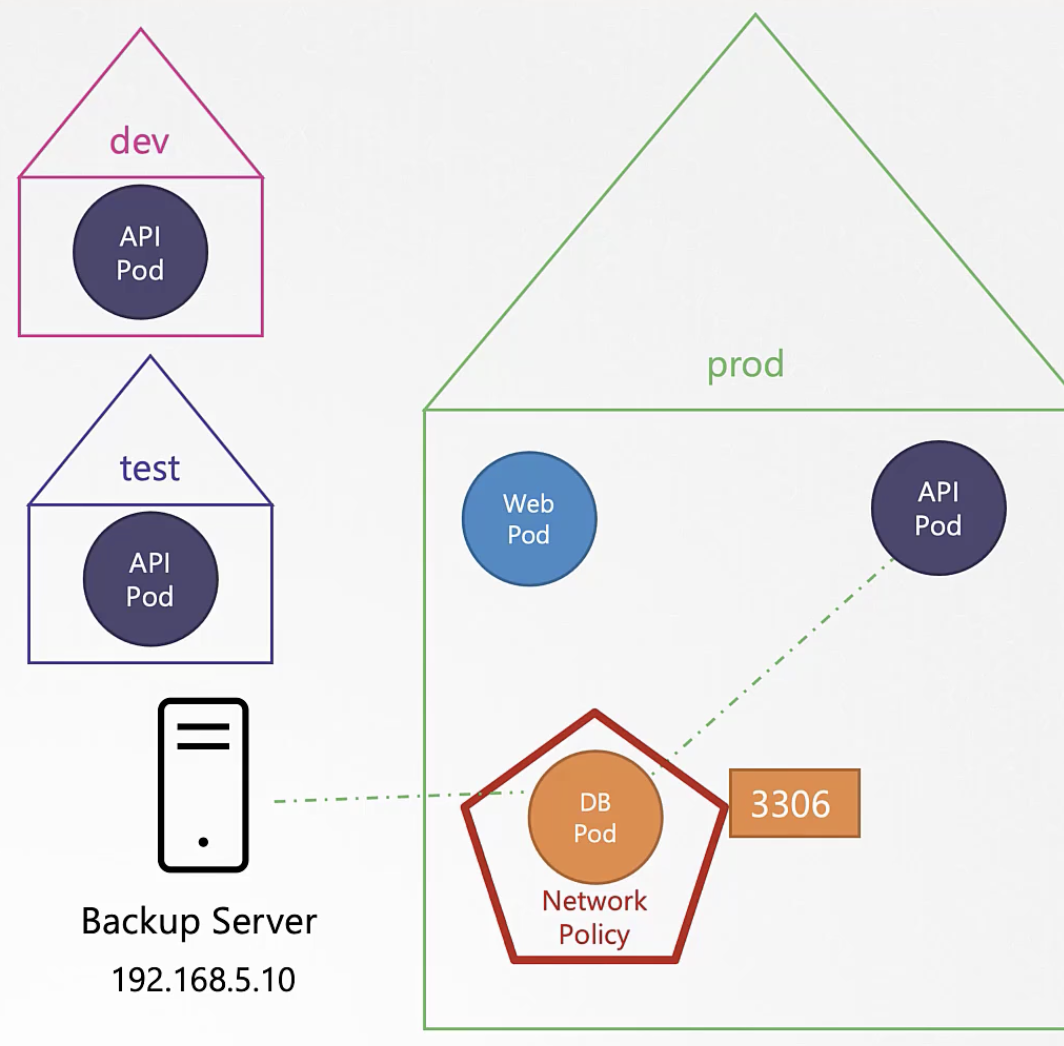 dev
API
Pod
test
API
Pod
Backup Server
192.168.5.10
prod
Web
Pod
API
Pod
DB
Pod
Network
Policy
3306